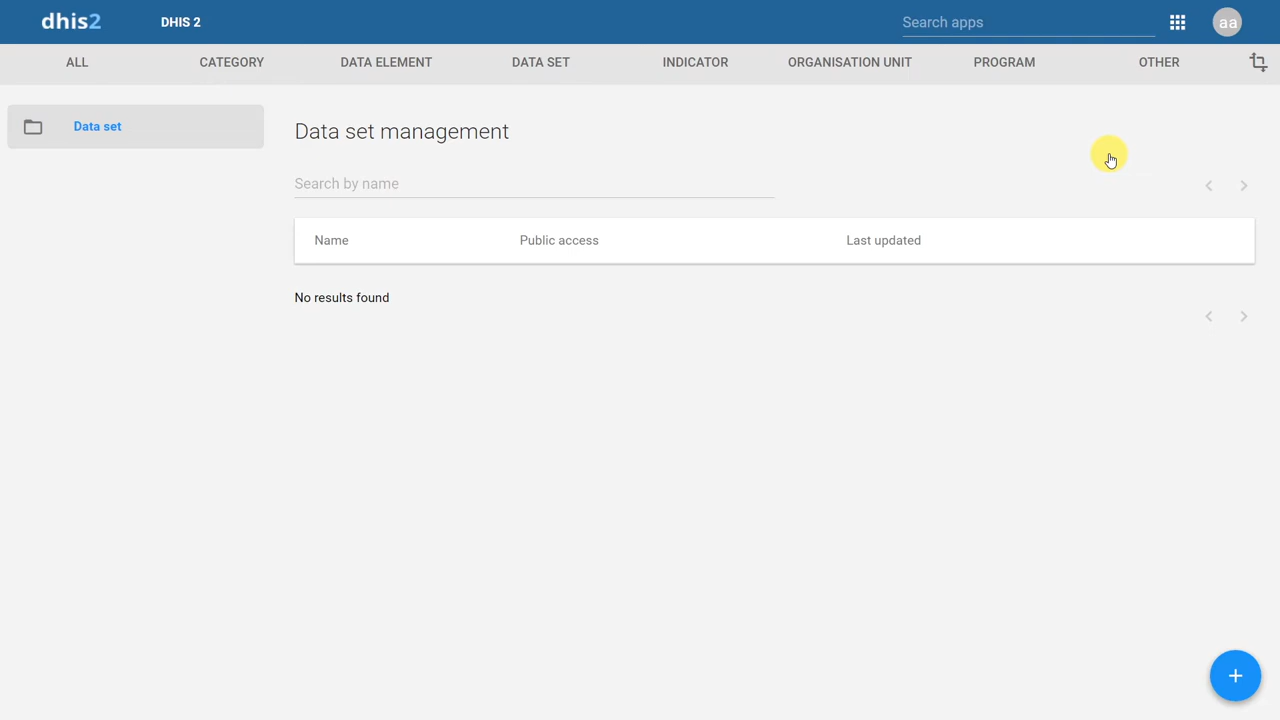 dhis2 DHIS 2 Search apps aa
ALL CATEGORY DATA ELEMENT DATA SET INDICATOR ORGANISATION UNIT PROGRAM OTHER
Data set
Data set management
Search by name
Name Public access Last updated
No results found